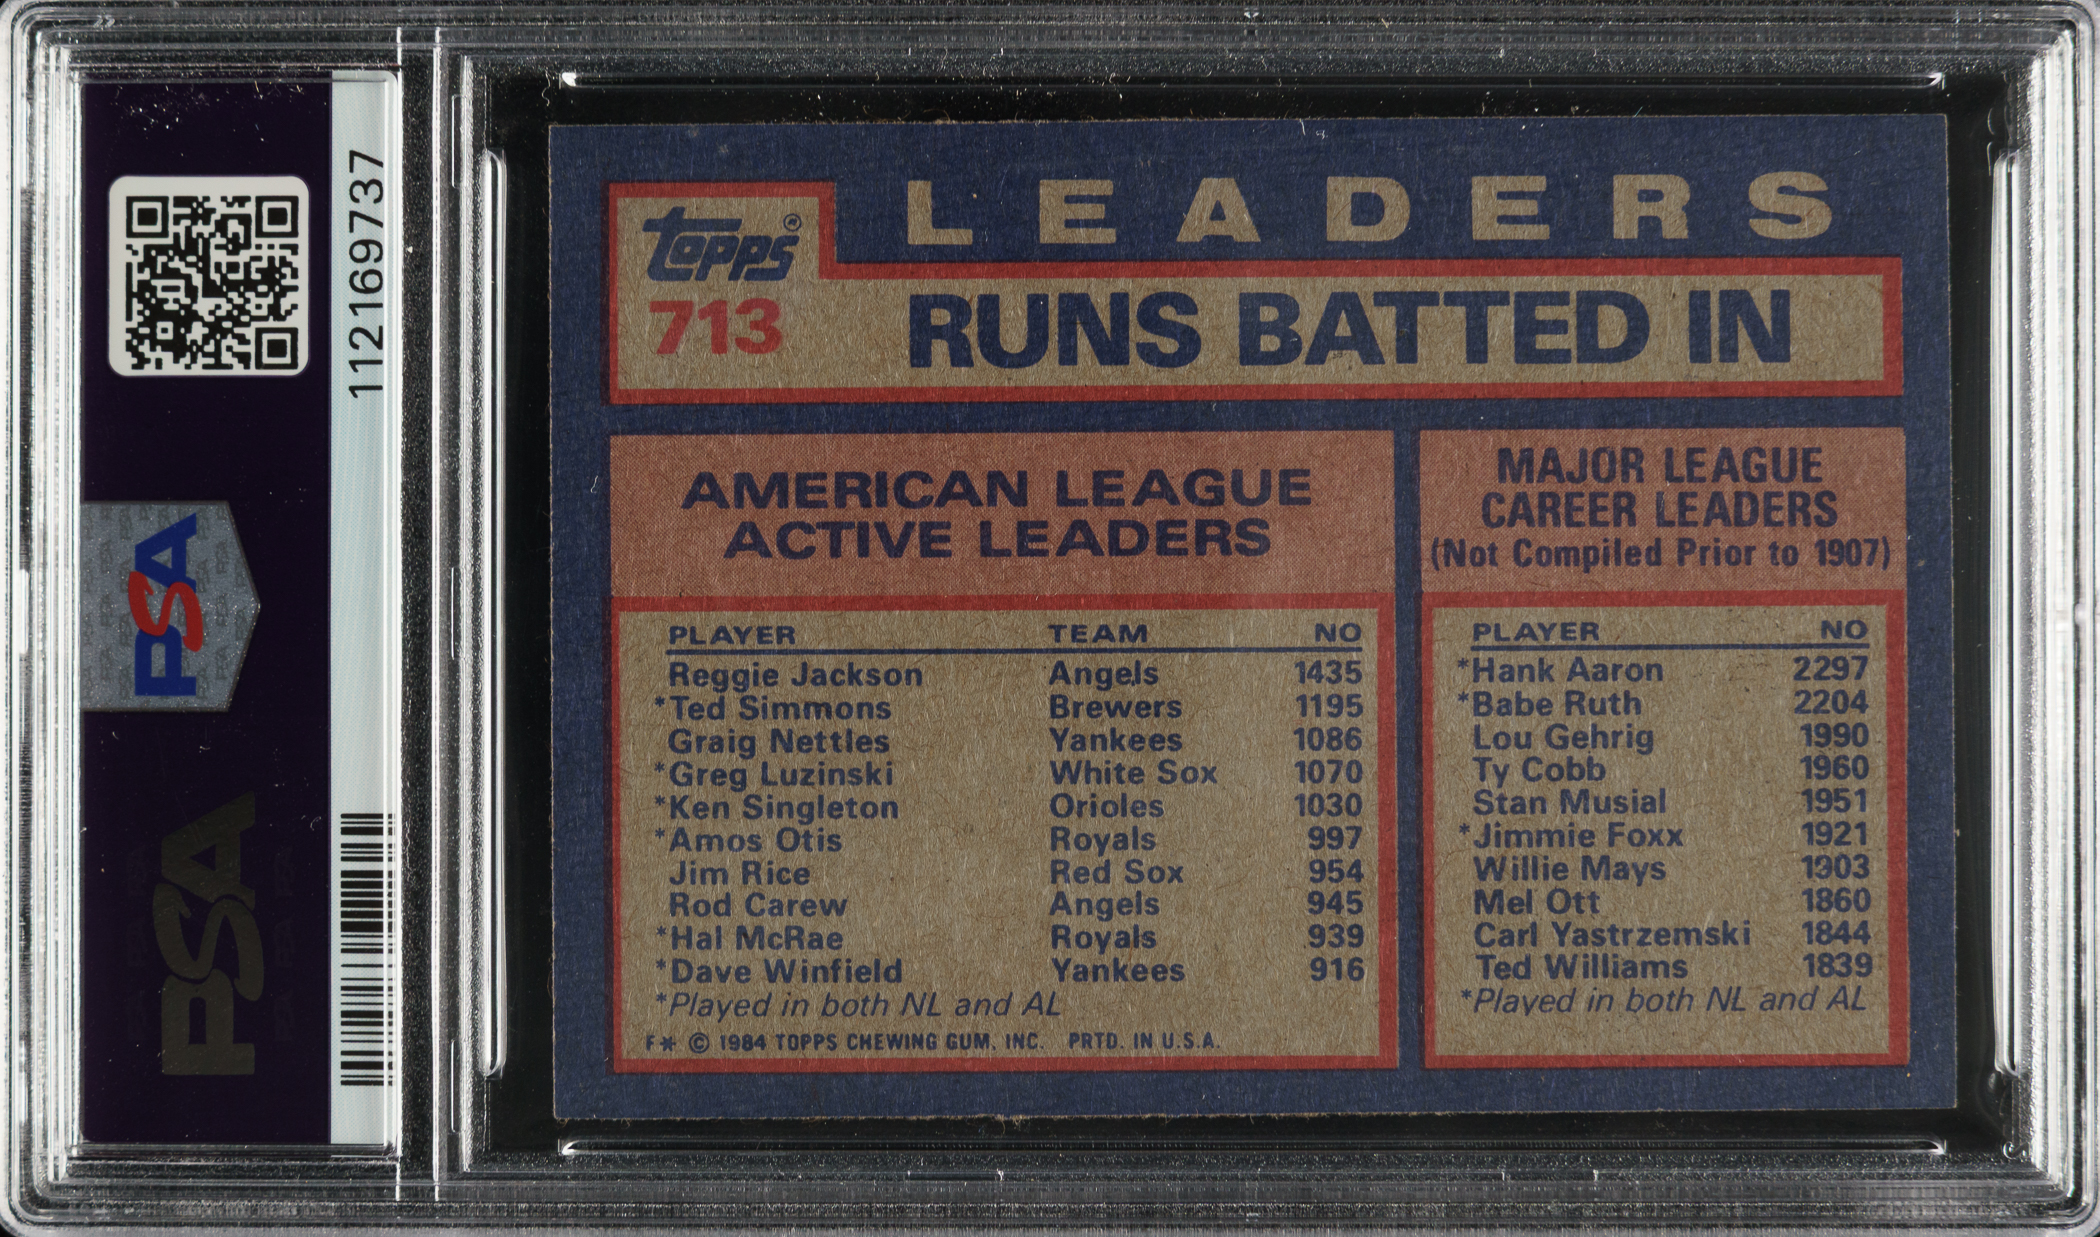 112169737
PSA
PSA
topps®
713
LEADERS
RUNS BATTED IN
AMERICAN LEAGUE
ACTIVE LEADERS
PLAYER TEAM NO
Reggie Jackson Angels 1435
*Ted Simmons Brewers 1195
Graig Nettles Yankees 1086
*Greg Luzinski White Sox 1070
*Ken Singleton Orioles 1030
*Amos Otis Royals 997
Jim Rice Red Sox 954
Rod Carew Angels 945
*Hal McRae Royals 939
*Dave Winfield Yankees 916
*Played in both NL and AL
F* © 1984 TOPPS CHEWING GUM, INC. PRTD. IN U.S.A.
MAJOR LEAGUE
CAREER LEADERS
(Not Compiled Prior to 1907)
PLAYER NO
*Hank Aaron 2297
*Babe Ruth 2204
Lou Gehrig 1990
Ty Cobb 1960
Stan Musial 1951
*Jimmie Foxx 1921
Willie Mays 1903
Mel Ott 1860
Carl Yastrzemski 1844
Ted Williams 1839
*Played in both NL and AL